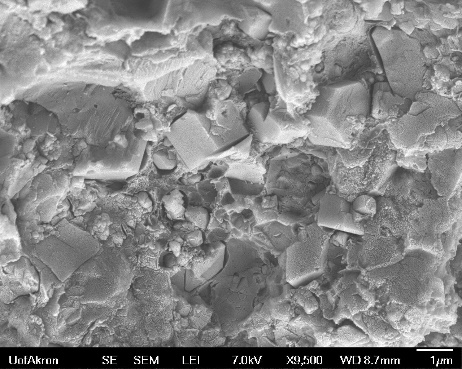 UofAkron SE SEM LEI 7.0kV X9,500 WD 8.7mm 1μm